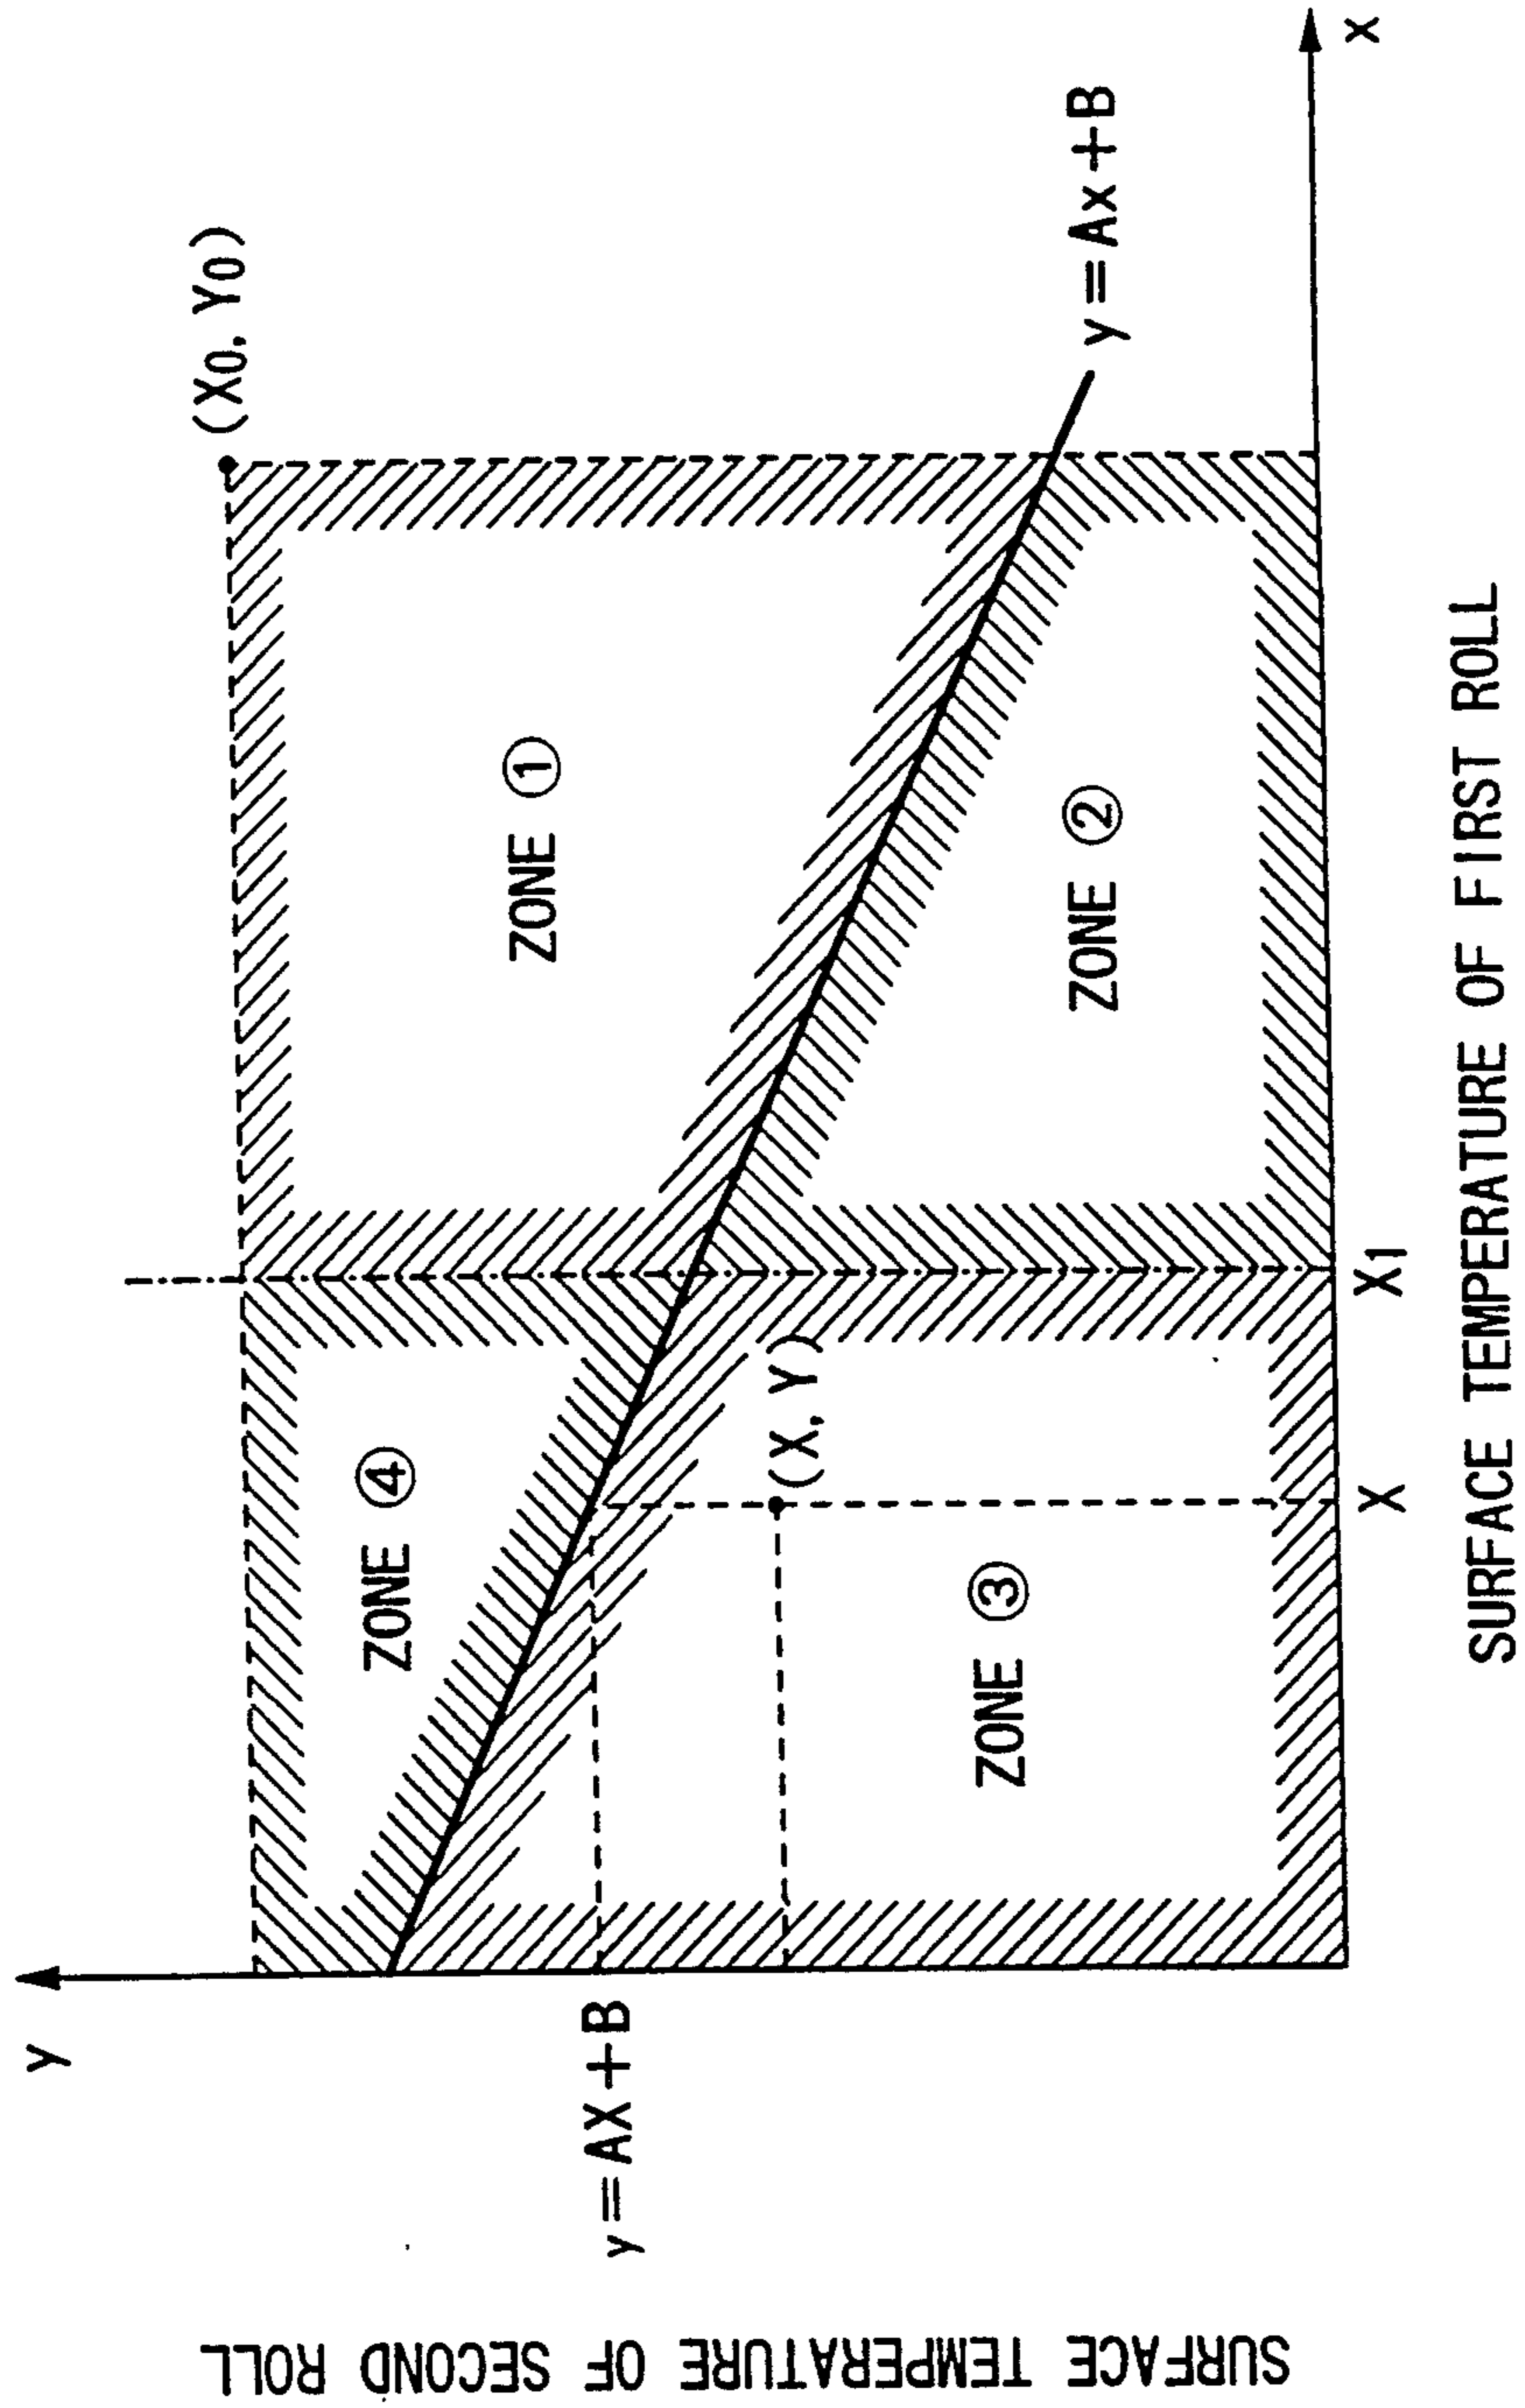 y
(X0, Y0)
ZONE ④
ZONE ①
y=AX+B
(X, Y)
ZONE ③
ZONE ②
y=Ax+B
X
X1
x
SURFACE TEMPERATURE OF FIRST ROLL
SURFACE TEMPERATURE OF SECOND ROLL